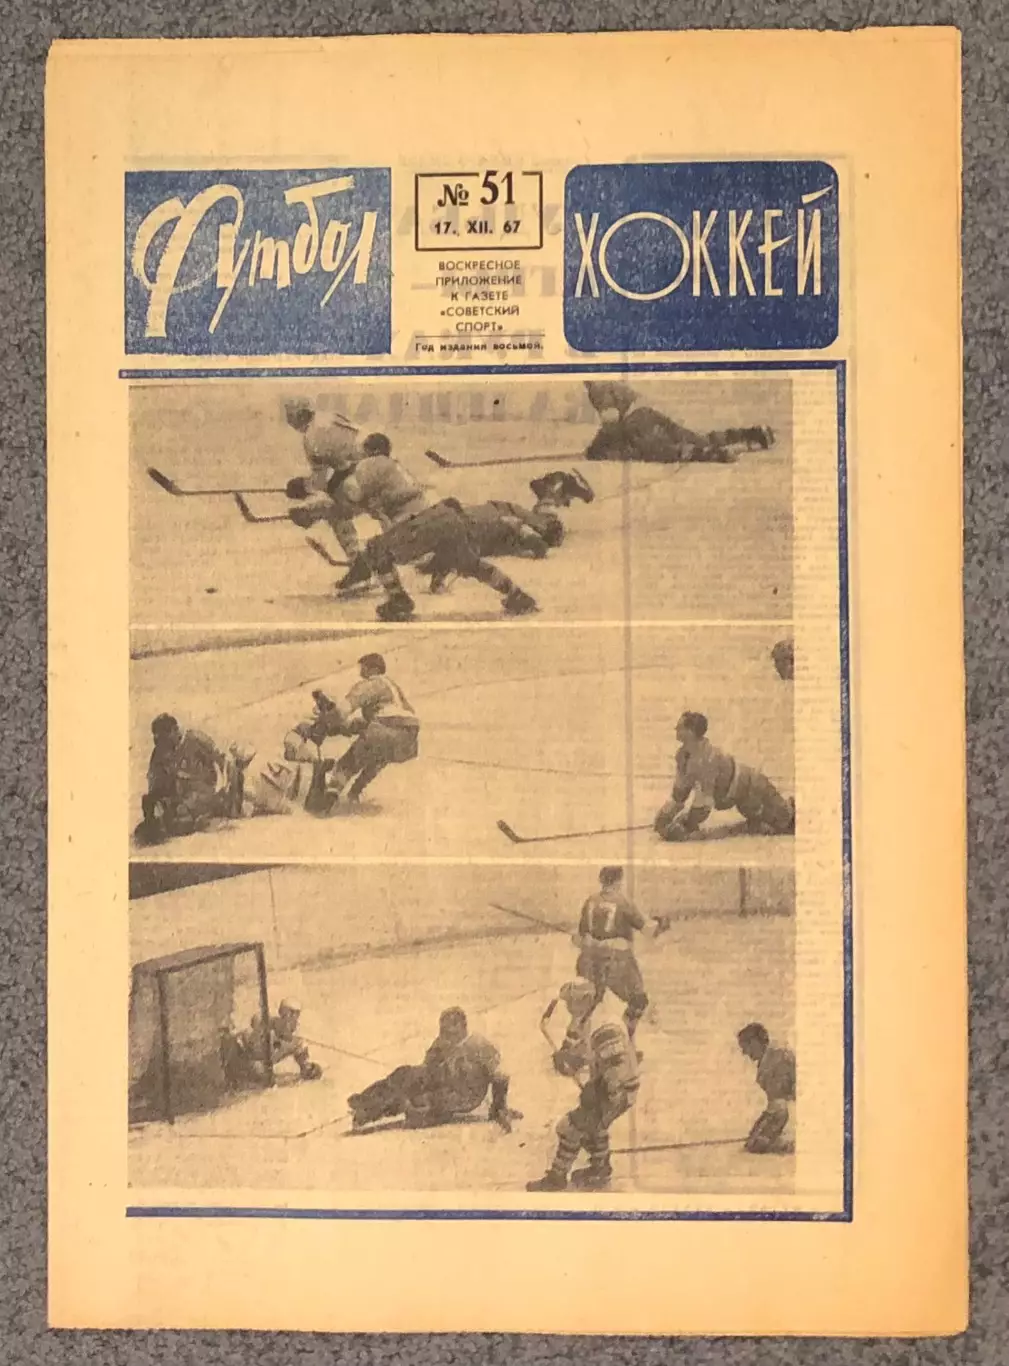 Футбол
№ 51
17. XII. 67
ВОСКРЕСНОЕ
ПРИЛОЖЕНИЕ
К ГАЗЕТЕ
«СОВЕТСКИЙ
СПОРТ»
Год издания восьмой.
ХОККЕЙ
17